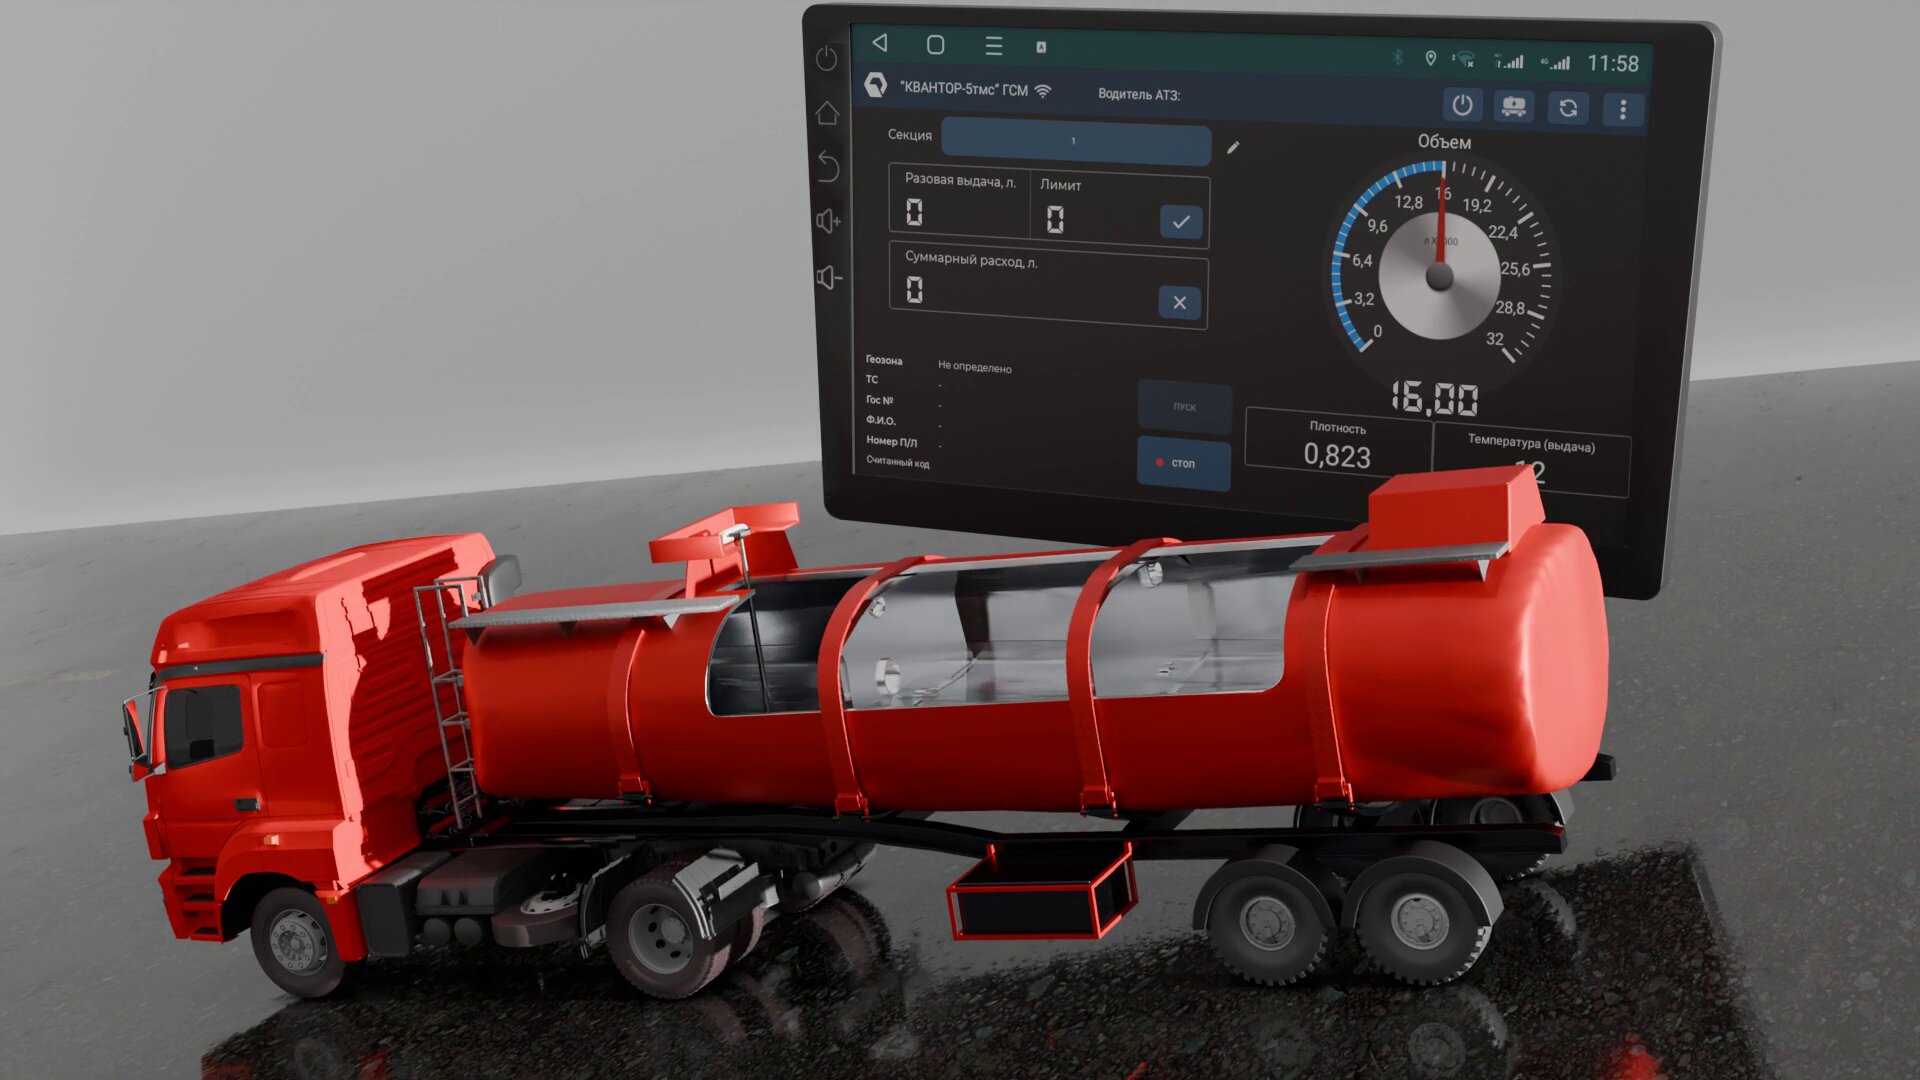 11:58
"КВАНТОР-5тмс" ГСМ
Водитель АТЗ:
Секция
1
Разовая выдача, л.
0
Лимит
0
Суммарный расход, л.
0
Геозона
Не определено
ТС
-
Гос №
-
Ф.И.О.
-
Номер П/Л
-
Считанный код
ПУСК
СТОП
Объем
0
3,2
6,4
9,6
12,8
16
19,2
22,4
25,6
28,8
32
16,00
Плотность
0,823
Температура (выдача)
12